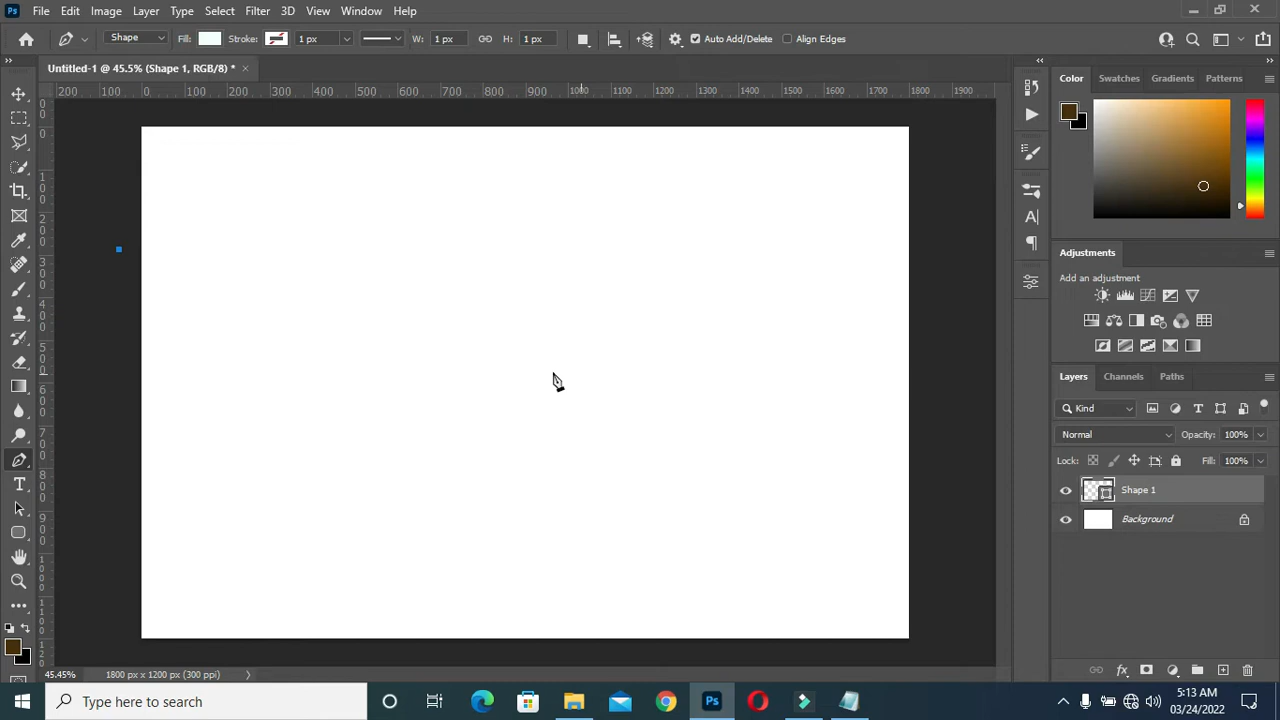 Ps File Edit Image Layer Type Select Filter 3D View Window Help
Shape Fill: Stroke: 1 px W: 1 px H: 1 px Auto Add/Delete Align Edges
Untitled-1 @ 45.5% (Shape 1, RGB/8) * ×
200 100 0 100 200 300 400 500 600 700 800 900 1000 1100 1200 1300 1400 1500 1600 1700 1800 1900
Color Swatches Gradients Patterns
Adjustments
Add an adjustment
Layers Channels Paths
Kind
Normal Opacity: 100%
Lock: Fill: 100%
Shape 1
Background
45.45% 1800 px x 1200 px (300 ppi)
Type here to search
Ps
5:13 AM
03/24/2022